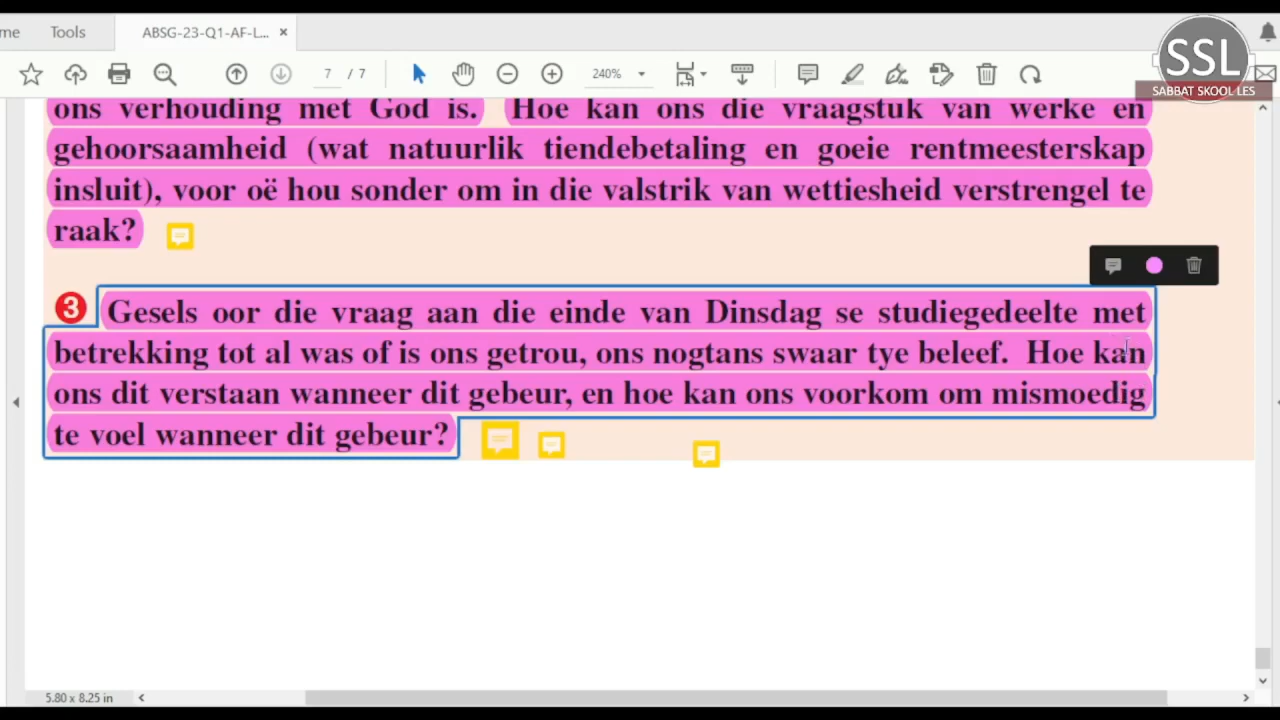 me
Tools
ABSG-23-Q1-AF-L...
SSL
SABBAT SKOOL LES
7 / 7
240%
ons verhouding met God is. Hoe kan ons die vraagstuk van werke en
gehoorsaamheid (wat natuurlik tiendebetaling en goeie rentmeesterskap
insluit), voor oë hou sonder om in die valstrik van wettiesheid verstrengel te
raak?
3 Gesels oor die vraag aan die einde van Dinsdag se studiegedeelte met
betrekking tot al was of is ons getrou, ons nogtans swaar tye beleef. Hoe kan
ons dit verstaan wanneer dit gebeur, en hoe kan ons voorkom om mismoedig
te voel wanneer dit gebeur?
5.80 x 8.25 in